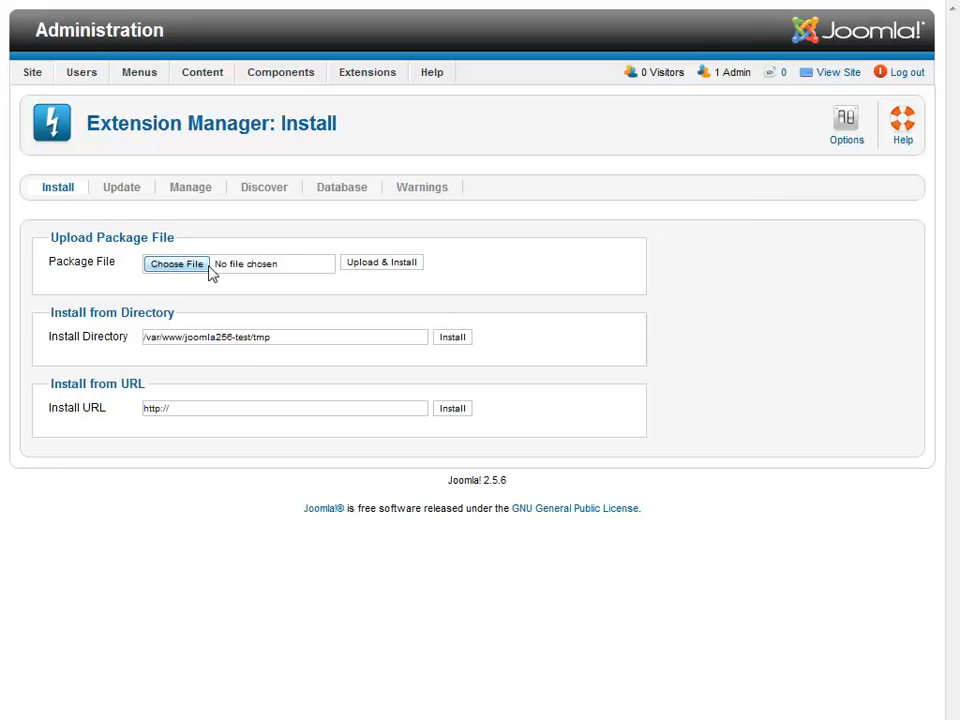 Administration
Joomla!
Site Users Menus Content Components Extensions Help 0 Visitors 1 Admin 0 View Site Log out
Extension Manager: Install
Options Help
Install Update Manage Discover Database Warnings
Upload Package File
Package File Choose File No file chosen Upload & Install
Install from Directory
Install Directory /var/www/joomla256-test/tmp Install
Install from URL
Install URL http:// Install
Joomla! 2.5.6
Joomla!® is free software released under the GNU General Public License.